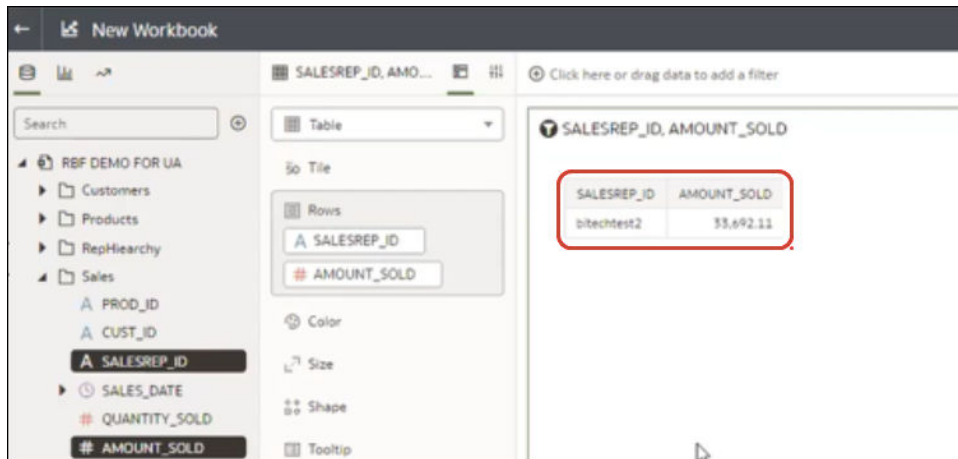 New Workbook
SALESREP_ID, AMO...
Click here or drag data to add a filter
Search
Table
SALESREP_ID, AMOUNT_SOLD
RBF DEMO FOR UA
Tile
Customers
Products
RepHiearchy
Sales
PROD_ID
CUST_ID
SALESREP_ID
SALES_DATE
QUANTITY_SOLD
AMOUNT_SOLD
Rows
A SALESREP_ID
# AMOUNT_SOLD
Color
Size
Shape
Tooltip
SALESREP_ID AMOUNT_SOLD
bitechtest2 33,692.11